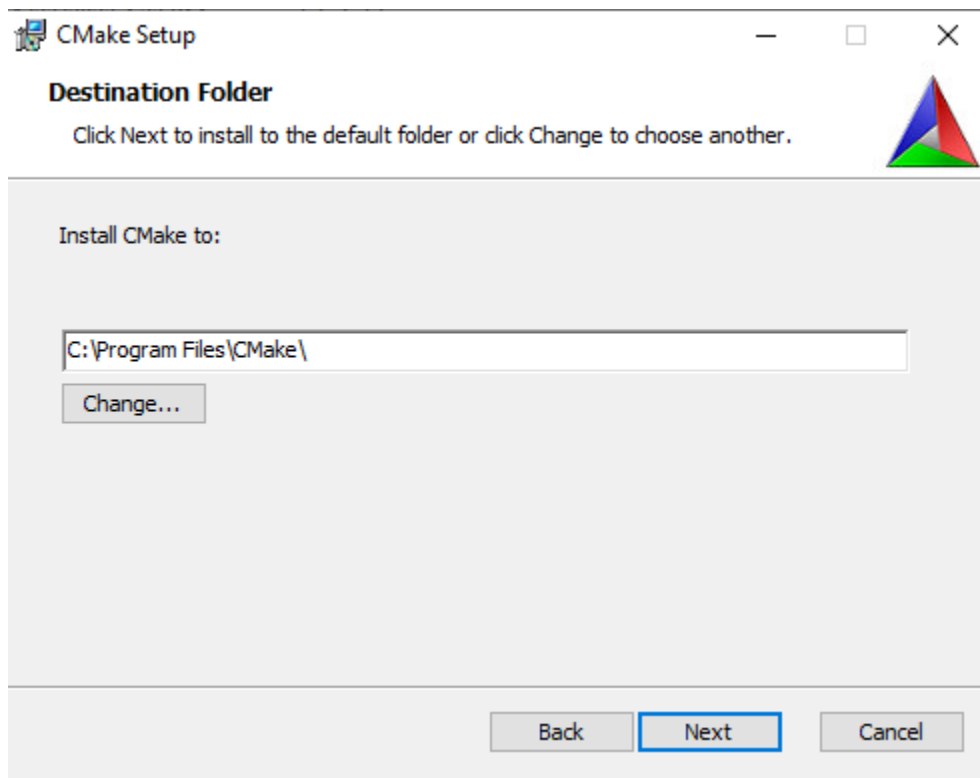 CMake Setup
Destination Folder
Click Next to install to the default folder or click Change to choose another.
Install CMake to:
C:\Program Files\CMake\
Change...
Back
Next
Cancel